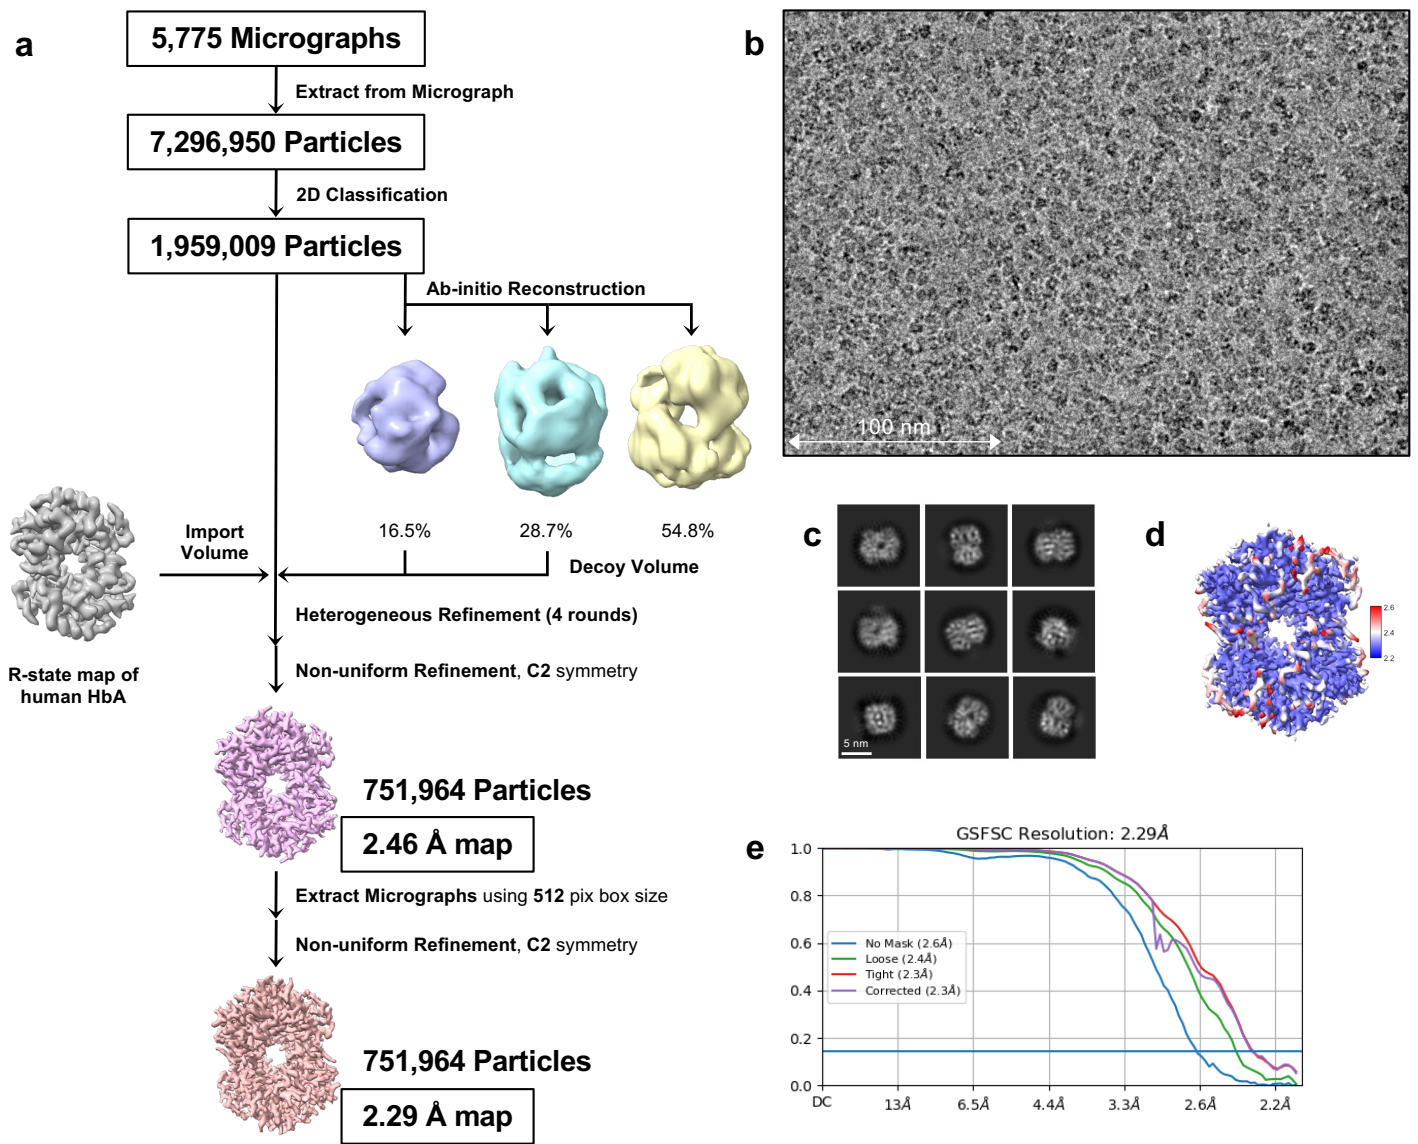 a
5,775 Micrographs
Extract from Micrograph
7,296,950 Particles
2D Classification
1,959,009 Particles
Ab-initio Reconstruction
16.5%
28.7%
54.8%
Import
Volume
Decoy Volume
R-state map of
human HbA
Heterogeneous Refinement (4 rounds)
Non-uniform Refinement, C2 symmetry
751,964 Particles
2.46 Å map
Extract Micrographs using 512 pix box size
Non-uniform Refinement, C2 symmetry
751,964 Particles
2.29 Å map
b
100 nm
c
5 nm
d
2.6
2.4
2.2
e
GSFSC Resolution: 2.29Å
1.0
0.8
0.6
0.4
0.2
0.0
No Mask (2.6Å)
Loose (2.4Å)
Tight (2.3Å)
Corrected (2.3Å)
DC
13Å
6.5Å
4.4Å
3.3Å
2.6Å
2.2Å